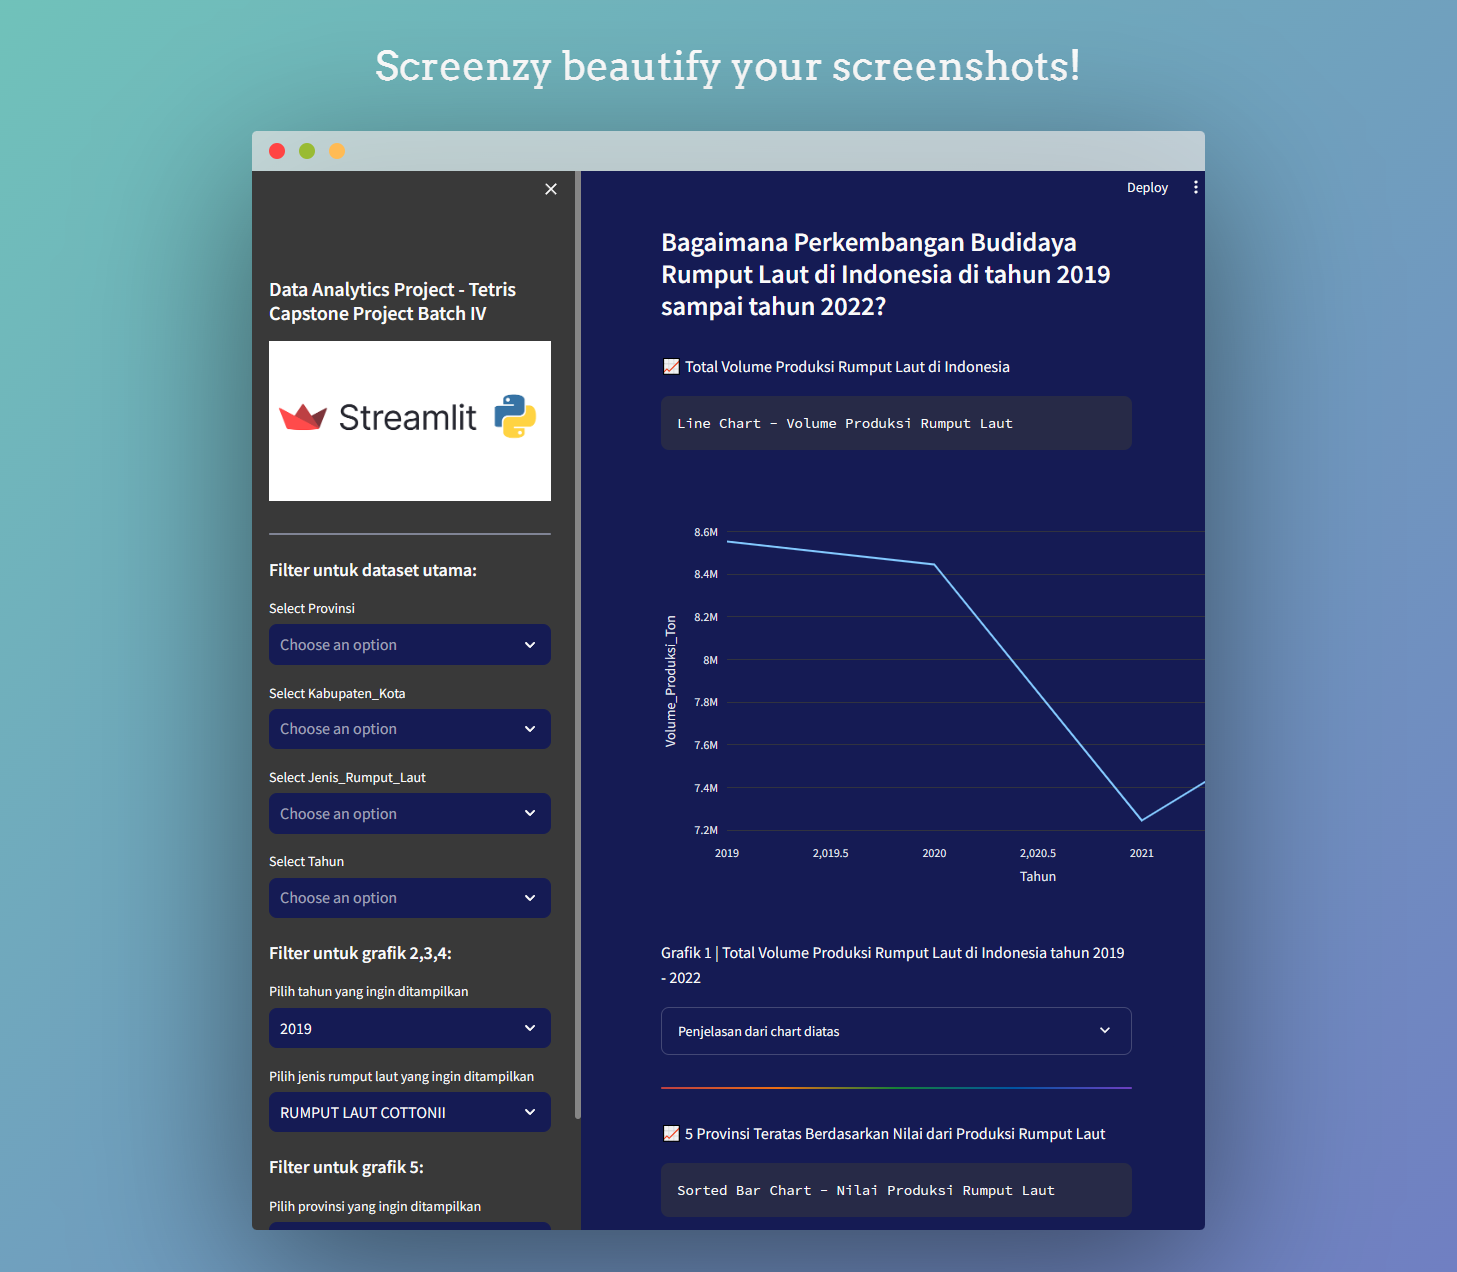 Screenzy beautify your screenshots!
Deploy
Data Analytics Project - Tetris
Capstone Project Batch IV
Streamlit
Filter untuk dataset utama:
Select Provinsi
Choose an option
Select Kabupaten_Kota
Choose an option
Select Jenis_Rumput_Laut
Choose an option
Select Tahun
Choose an option
Filter untuk grafik 2,3,4:
Pilih tahun yang ingin ditampilkan
2019
Pilih jenis rumput laut yang ingin ditampilkan
RUMPUT LAUT COTTONII
Filter untuk grafik 5:
Pilih provinsi yang ingin ditampilkan
Bagaimana Perkembangan Budidaya
Rumput Laut di Indonesia di tahun 2019
sampai tahun 2022?
📈 Total Volume Produksi Rumput Laut di Indonesia
Line Chart - Volume Produksi Rumput Laut
8.6M
8.4M
8.2M
8M
7.8M
7.6M
7.4M
7.2M
Volume_Produksi_Ton
2019 2,019.5 2020 2,020.5 2021
Tahun
Grafik 1 | Total Volume Produksi Rumput Laut di Indonesia tahun 2019
- 2022
Penjelasan dari chart diatas
📈 5 Provinsi Teratas Berdasarkan Nilai dari Produksi Rumput Laut
Sorted Bar Chart - Nilai Produksi Rumput Laut